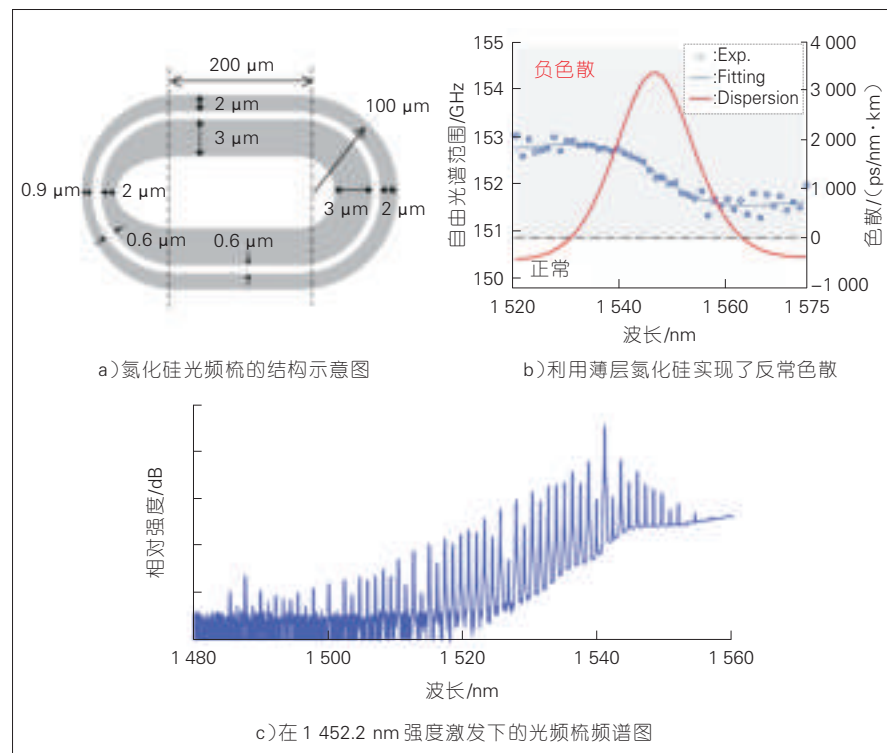 200 μm
2 μm
100 μm
3 μm
0.9 μm
2 μm
3 μm
2 μm
0.6 μm
0.6 μm
a)氮化硅光频梳的结构示意图
155
154
153
152
151
150
自由光谱范围/GHz
负色散
正常
:Exp.
:Fitting
:Dispersion
4 000
3 000
2 000
1 000
0
-1 000
色散/(ps/nm·km)
1 520
1 540
1 560
1 575
波长/nm
b)利用薄层氮化硅实现了反常色散
相对强度/dB
1 480
1 500
1 520
1 540
1 560
波长/nm
c)在 1 452.2 nm 强度激发下的光频梳频谱图